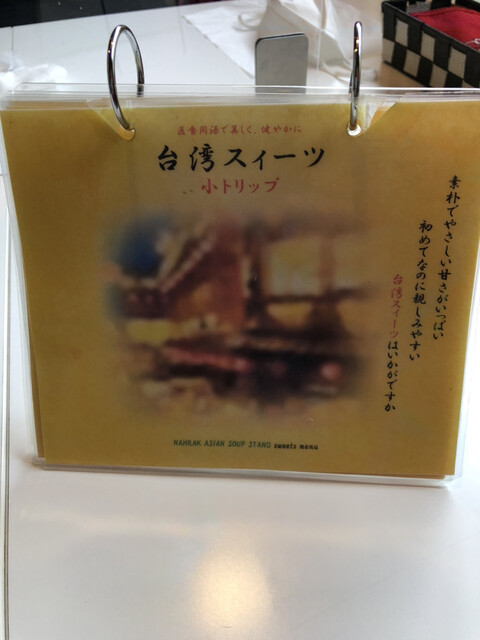 医食同源で美しく、健やかに
台湾スィーツ
小トリップ
素朴でやさしい甘さがいっぱい
初めてなのに親しみやすい
台湾スィーツはいかがですか
NAHRAK ASIAN SOUP STAND sweets menu